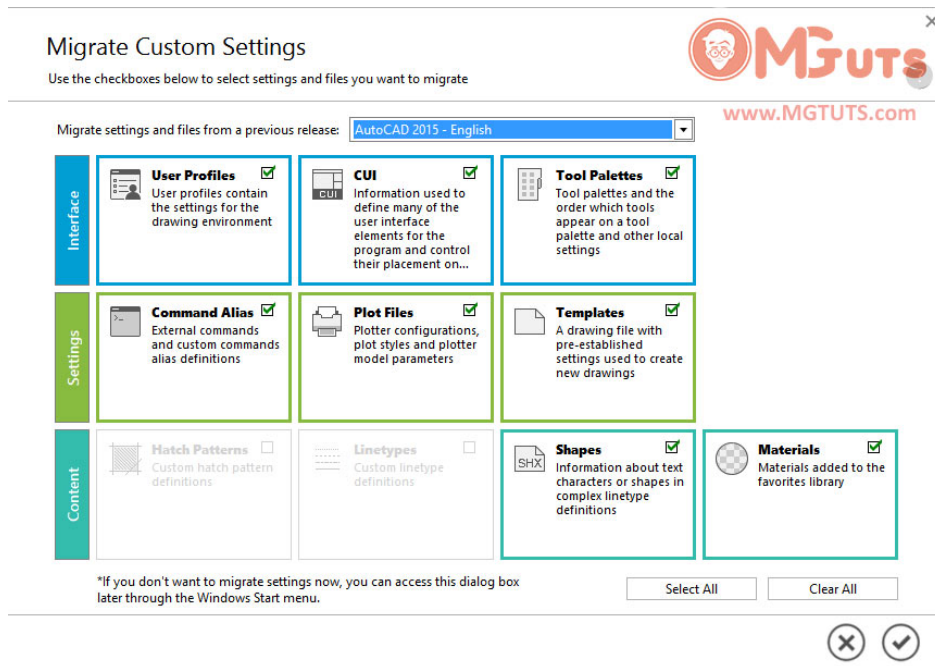 Migrate Custom Settings
Use the checkboxes below to select settings and files you want to migrate
MGTUTS
www.MGTUTS.com
Migrate settings and files from a previous release:
AutoCAD 2015 - English
Interface
User Profiles
User profiles contain
the settings for the
drawing environment
CUI
CUI
Information used to
define many of the
user interface
elements for the
program and control
their placement on...
Tool Palettes
Tool palettes and the
order which tools
appear on a tool
palette and other local
settings
Settings
Command Alias
External commands
and custom commands
alias definitions
Plot Files
Plotter configurations,
plot styles and plotter
model parameters
Templates
A drawing file with
pre-established
settings used to create
new drawings
Content
Hatch Patterns
Custom hatch pattern
definitions
Linetypes
Custom linetype
definitions
SHX
Shapes
Information about text
characters or shapes in
complex linetype
definitions
Materials
Materials added to the
favorites library
*If you don't want to migrate settings now, you can access this dialog box
later through the Windows Start menu.
Select All
Clear All